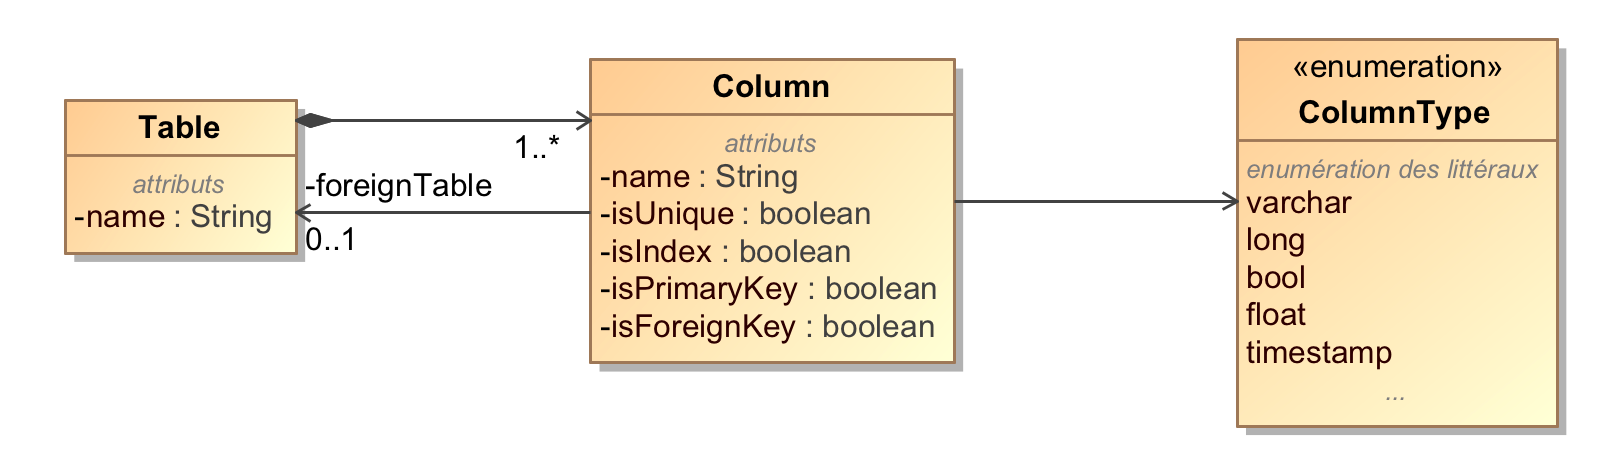 Table
attributs
-name : String
1..*
-foreignTable
0..1
Column
attributs
-name : String
-isUnique : boolean
-isIndex : boolean
-isPrimaryKey : boolean
-isForeignKey : boolean
«enumeration»
ColumnType
enumération des littéraux
varchar
long
bool
float
timestamp
...